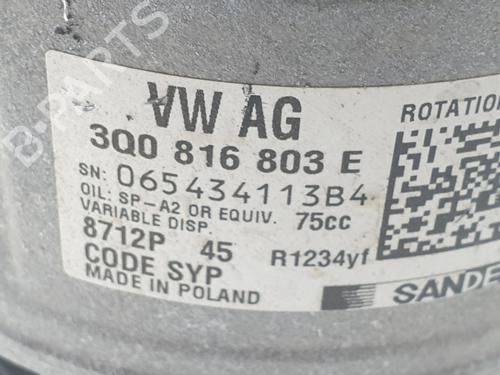 B-PARTS
VW AG
3Q0 816 803 E
ROTATION
SN: 065434113B4
OIL: SP-A2 OR EQUIV. 75cc
VARIABLE DISP.
8712P 45 R1234yf
CODE SYP
MADE IN POLAND
SANDE